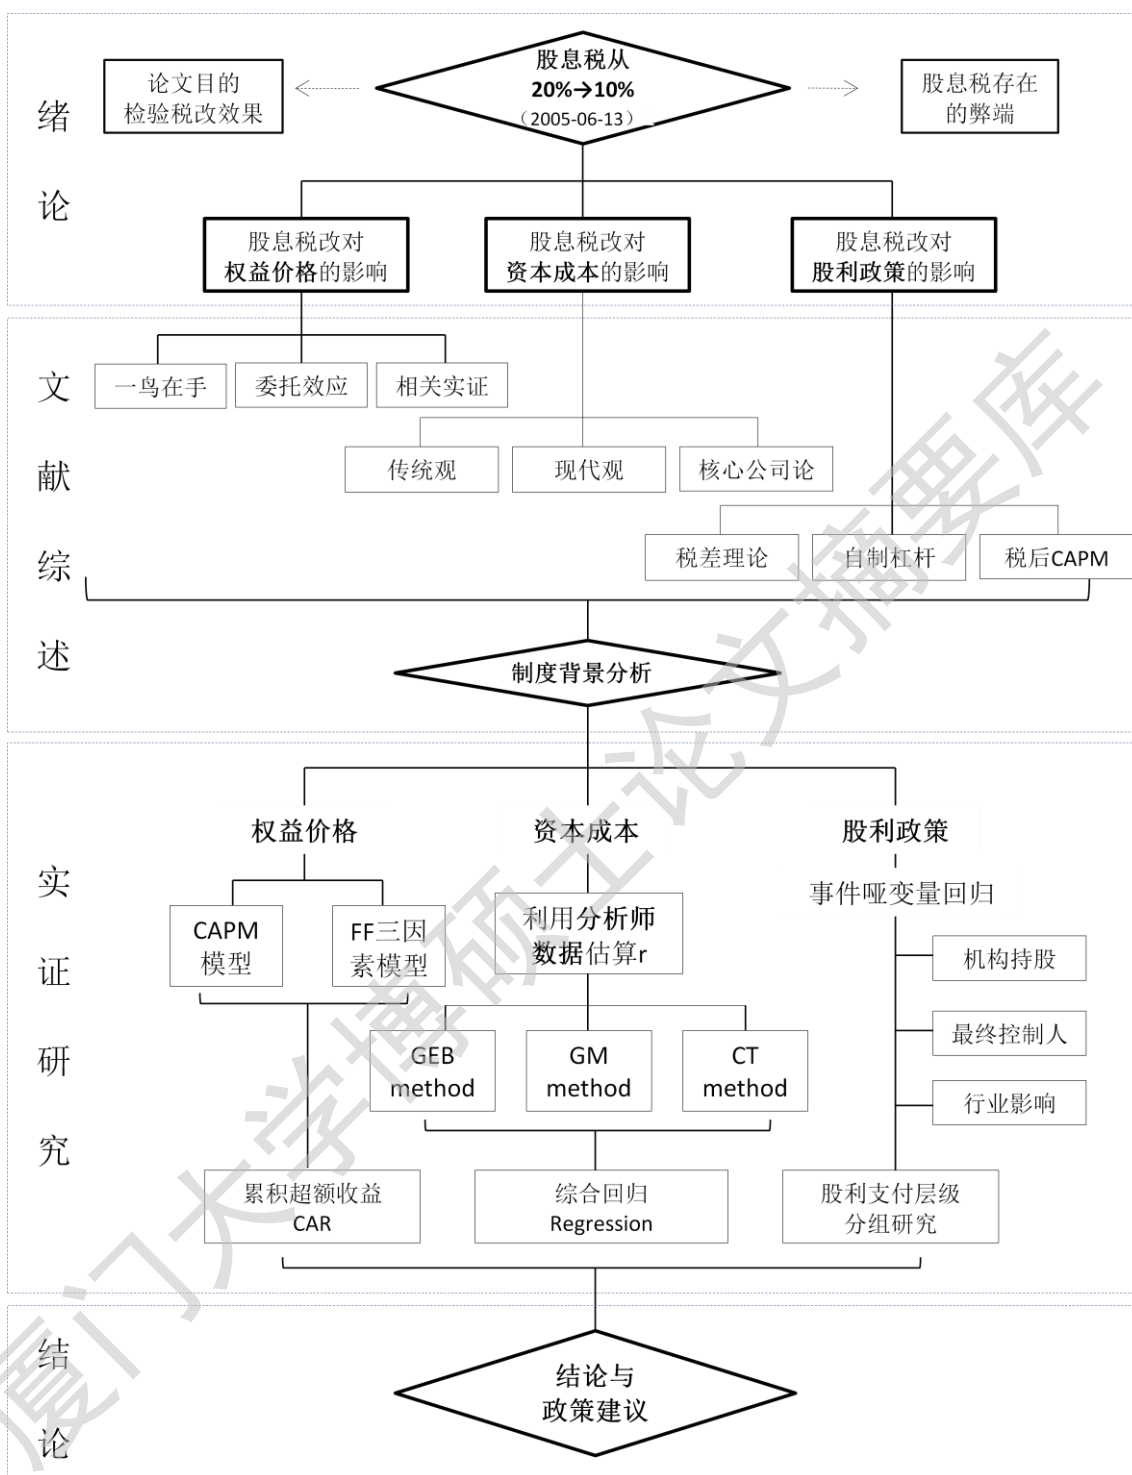 绪论
股息税从
20%→10%
（2005-06-13）
论文目的
检验税改效果
股息税存在
的弊端
股息税改对
权益价格的影响
股息税改对
资本成本的影响
股息税改对
股利政策的影响
文献综述
一鸟在手
委托效应
相关实证
传统观
现代观
核心公司论
税差理论
自制杠杆
税后CAPM
制度背景分析
实证研究
权益价格
资本成本
股利政策
CAPM
模型
FF三因
素模型
利用分析师
数据估算r
事件哑变量回归
机构持股
最终控制人
行业影响
GEB
method
GM
method
CT
method
累积超额收益
CAR
综合回归
Regression
股利支付层级
分组研究
结论
结论与
政策建议
厦门大学博硕士论文摘要库